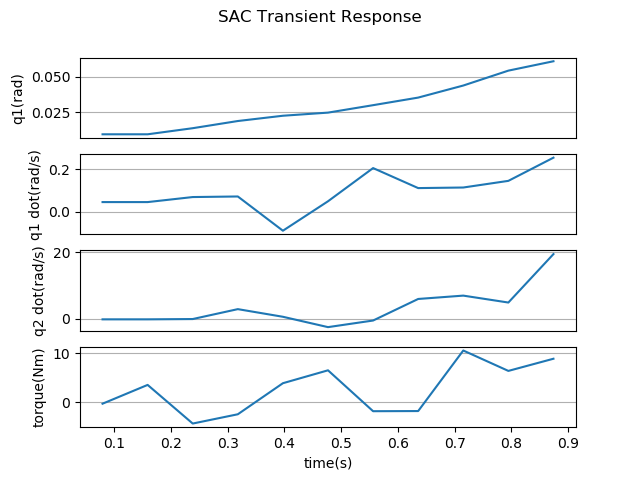 SAC Transient Response
0.050
0.025
q1(rad)
0.2
0.0
q1 dot(rad/s)
20
0
q2 dot(rad/s)
10
0
torque(Nm)
0.1 0.2 0.3 0.4 0.5 0.6 0.7 0.8 0.9
time(s)